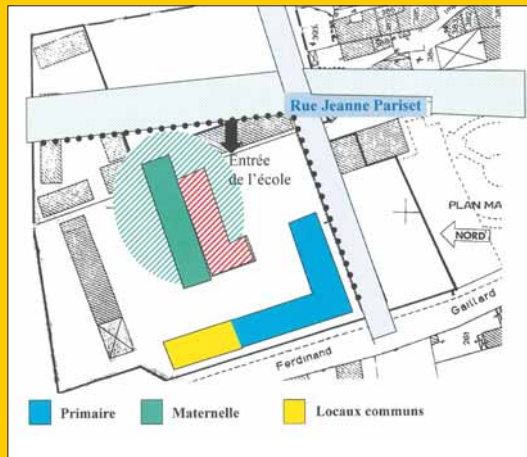 Rue Jeanne Pariset
Entrée
de l'école
PLAN MA
NORD
Ferdinand Gaillard
Primaire
Maternelle
Locaux communs